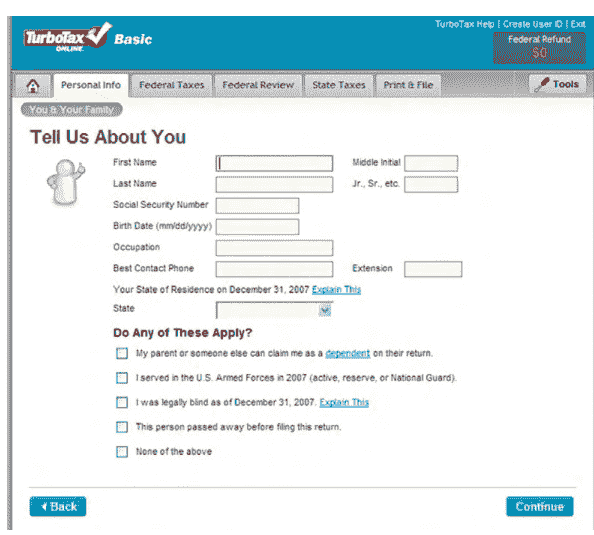 TurboTax Help | Create User ID | Exit
TurboTax
ONLINE
Basic
Federal Refund
$0
Personal Info
Federal Taxes
Federal Review
State Taxes
Print & File
Tools
You & Your Family
Tell Us About You
First Name
Middle Initial
Last Name
Jr., Sr., etc.
Social Security Number
Birth Date (mm/dd/yyyy)
Occupation
Best Contact Phone
Extension
Your State of Residence on December 31, 2007 Explain This
State
Do Any of These Apply?
My parent or someone else can claim me as a dependent on their return.
I served in the U.S. Armed Forces in 2007 (active, reserve, or National Guard).
I was legally blind as of December 31, 2007. Explain This
This person passed away before filing this return.
None of the above
Back
Continue